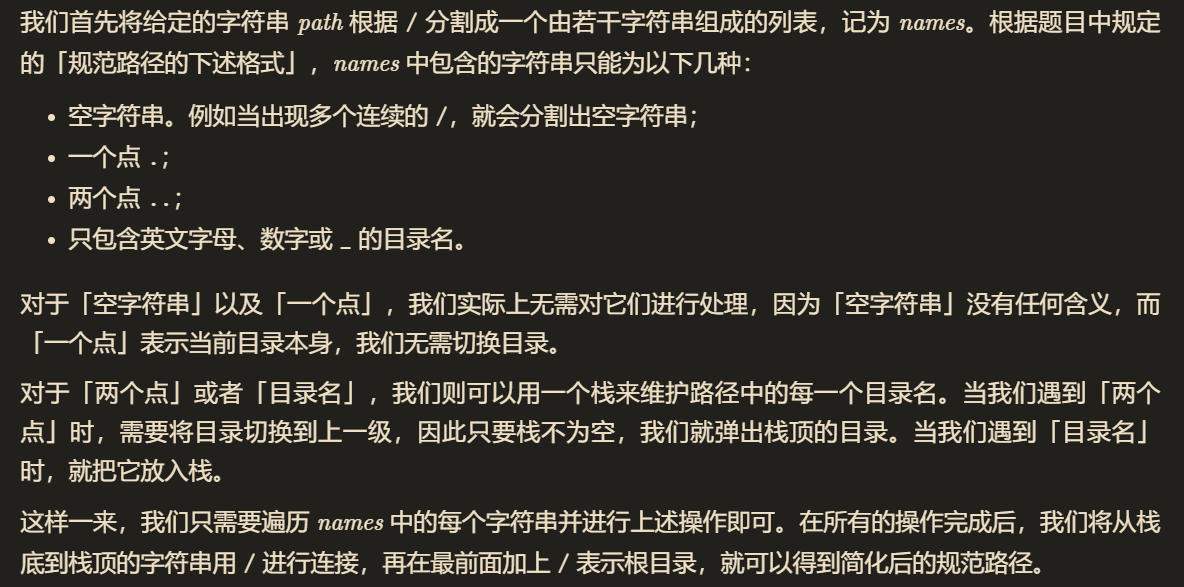 我们首先将给定的字符串 path 根据 / 分割成一个由若干字符串组成的列表，记为 names。根据题目中规定
的「规范路径的下述格式」，names 中包含的字符串只能为以下几种：
• 空字符串。例如当出现多个连续的 /，就会分割出空字符串；
• 一个点 .；
• 两个点 ..；
• 只包含英文字母、数字或 _ 的目录名。
对于「空字符串」以及「一个点」，我们实际上无需对它们进行处理，因为「空字符串」没有任何含义，而
「一个点」表示当前目录本身，我们无需切换目录。
对于「两个点」或者「目录名」，我们则可以用一个栈来维护路径中的每一个目录名。当我们遇到「两个
点」时，需要将目录切换到上一级，因此只要栈不为空，我们就弹出栈顶的目录。当我们遇到「目录名」
时，就把它放入栈。
这样一来，我们只需要遍历 names 中的每个字符串并进行上述操作即可。在所有的操作完成后，我们将从栈
底到栈顶的字符串用 / 进行连接，再在最前面加上 / 表示根目录，就可以得到简化后的规范路径。